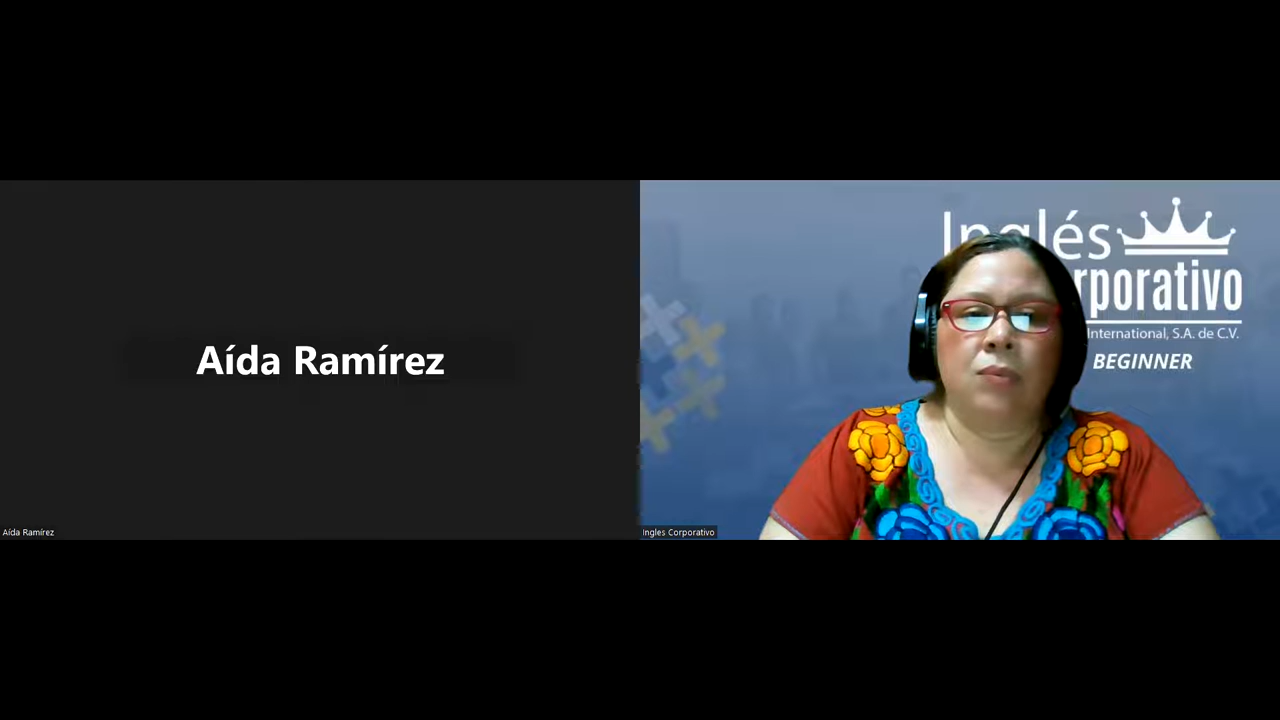 Aída Ramírez
Aída Ramírez
Inglés
rporativo
International, S.A. de C.V.
BEGINNER
Ingles Corporativo